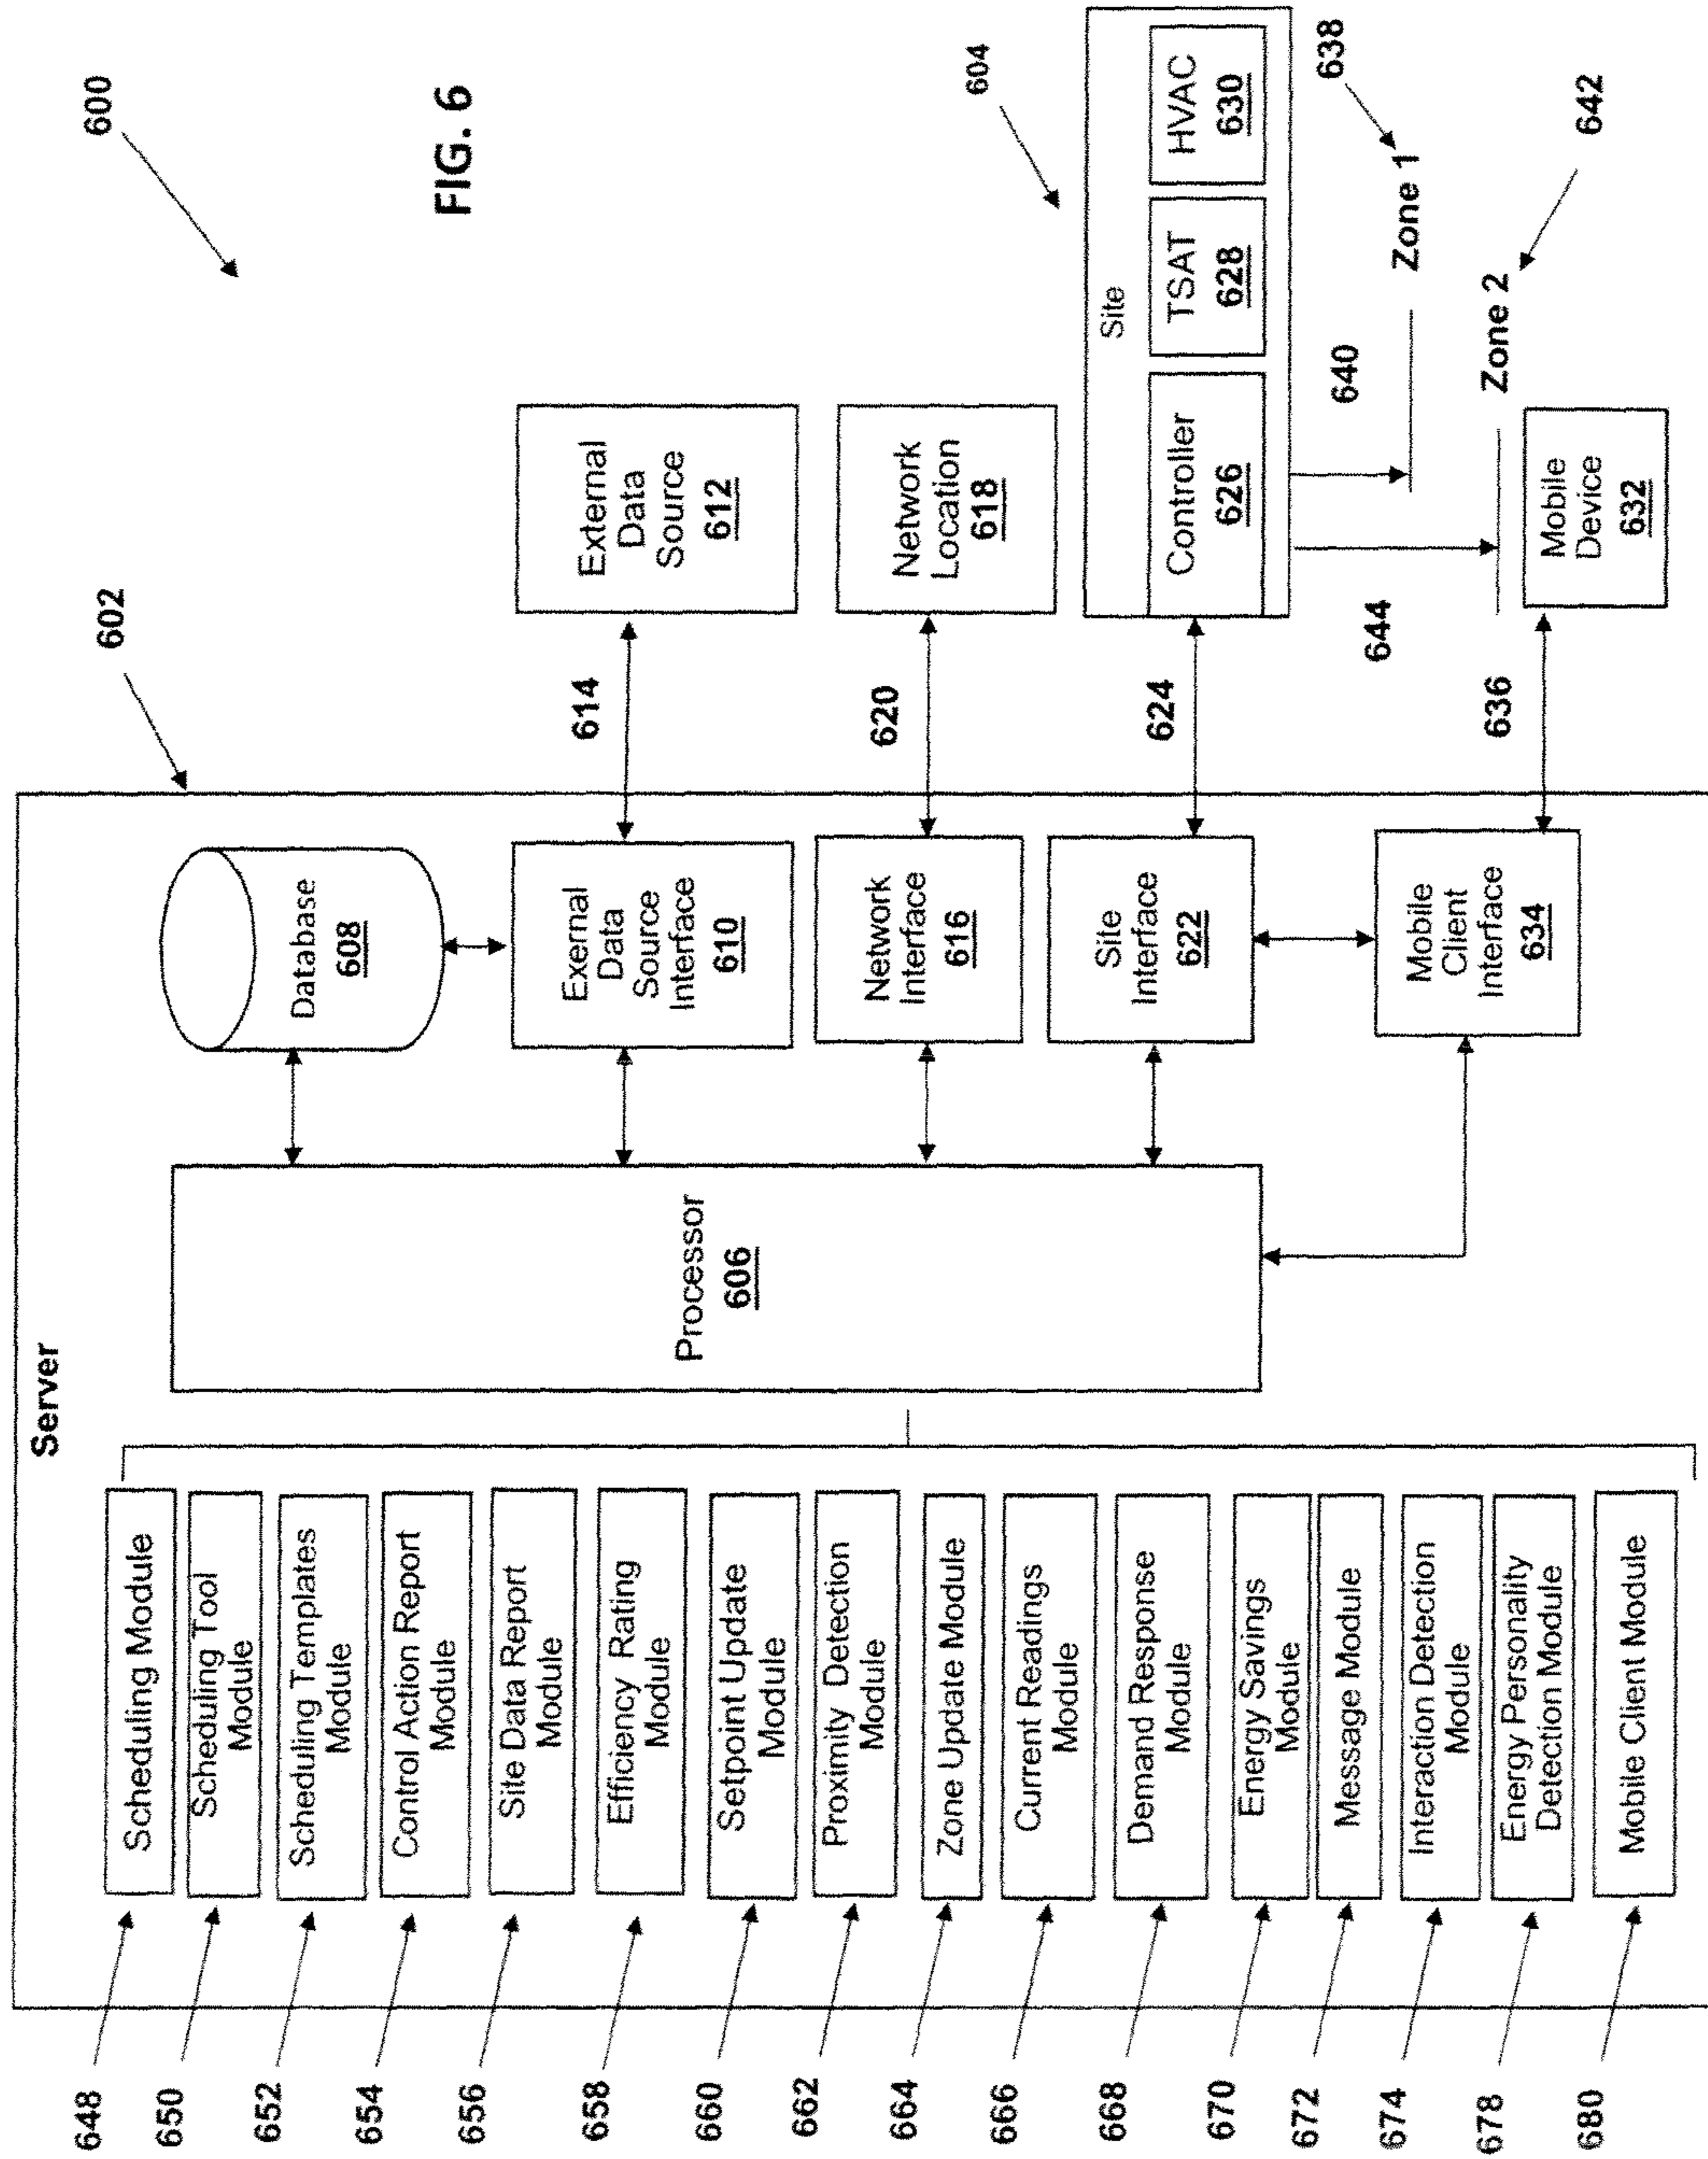 600
FIG. 6
602
Server
648
Scheduling Module
650
Scheduling Tool
Module
652
Scheduling Templates
Module
654
Control Action Report
Module
656
Site Data Report
Module
658
Efficiency Rating
Module
660
Setpoint Update
Module
662
Proximity Detection
Module
664
Zone Update Module
666
Current Readings
Module
668
Demand Response
Module
670
Energy Savings
Module
672
Message Module
674
Interaction Detection
Module
678
Energy Personality
Detection Module
680
Mobile Client Module
Processor
606
Database
608
Exernal
Data
Source
Interface
610
Network
Interface
616
Site
Interface
622
Mobile
Client
Interface
634
614
620
624
636
External
Data
Source
612
Network
Location
618
604
Site
Controller
626
TSAT
628
HVAC
630
638
640
Zone 1
642
644
Zone 2
Mobile
Device
632